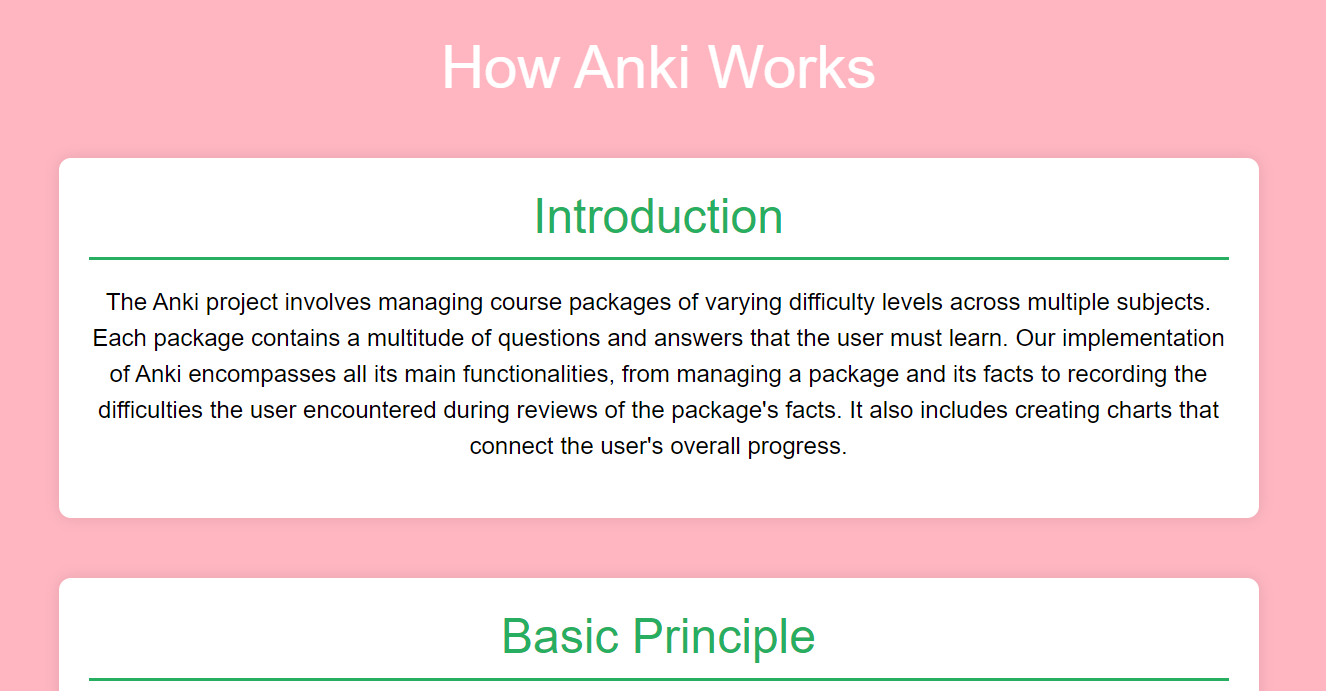 How Anki Works
Introduction
The Anki project involves managing course packages of varying difficulty levels across multiple subjects.
Each package contains a multitude of questions and answers that the user must learn. Our implementation
of Anki encompasses all its main functionalities, from managing a package and its facts to recording the
difficulties the user encountered during reviews of the package's facts. It also includes creating charts that
connect the user's overall progress.
Basic Principle